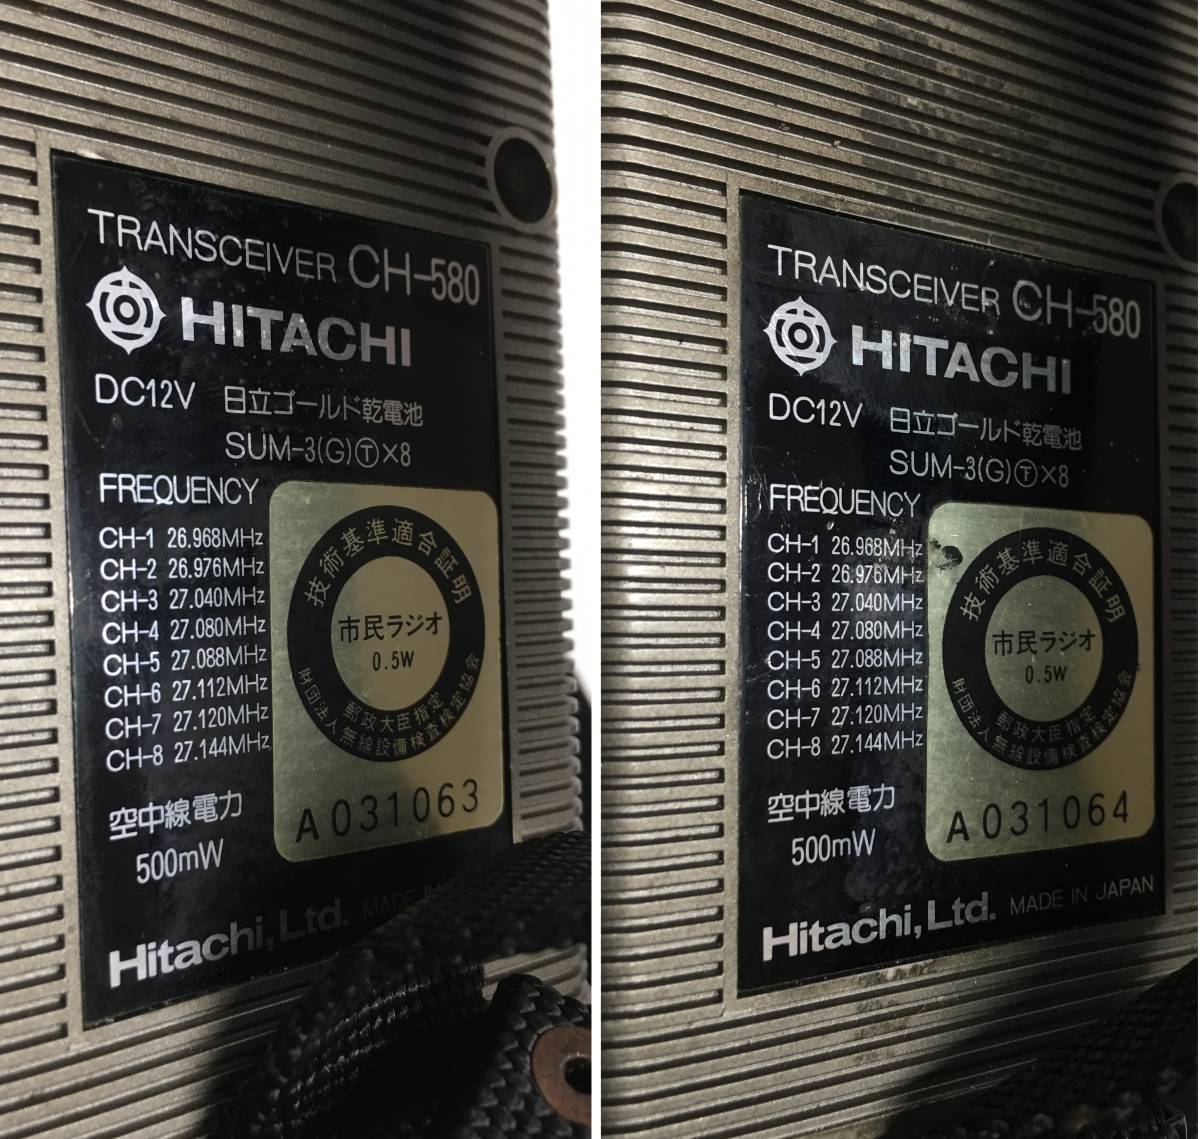 TRANSCEIVER CH-580
HITACHI
DC12V 日立ゴールド乾電池
SUM-3(G)Ⓣ×8
FREQUENCY
CH-1 26.968MHz
CH-2 26.976MHz
CH-3 27.040MHz
CH-4 27.080MHz
CH-5 27.088MHz
CH-6 27.112MHz
CH-7 27.120MHz
CH-8 27.144MHz
技術基準適合証明
市民ラジオ
0.5W
郵政大臣指定
財団法人無線設備検査検定協会
A031063
空中線電力
500mW
Hitachi, Ltd. MADE IN
TRANSCEIVER CH-580
HITACHI
DC12V 日立ゴールド乾電池
SUM-3(G)Ⓣ×8
FREQUENCY
CH-1 26.968MHz
CH-2 26.976MHz
CH-3 27.040MHz
CH-4 27.080MHz
CH-5 27.088MHz
CH-6 27.112MHz
CH-7 27.120MHz
CH-8 27.144MHz
技術基準適合証明
市民ラジオ
0.5W
郵政大臣指定
財団法人無線設備検査検定協会
A031064
空中線電力
500mW
Hitachi, Ltd. MADE IN JAPAN